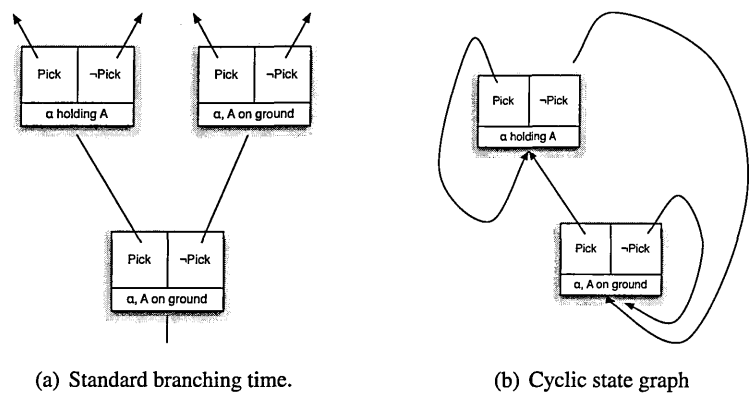 Pick ¬Pick
α holding A
Pick ¬Pick
α, A on ground
Pick ¬Pick
α, A on ground
(a) Standard branching time.
Pick ¬Pick
α holding A
Pick ¬Pick
α, A on ground
(b) Cyclic state graph